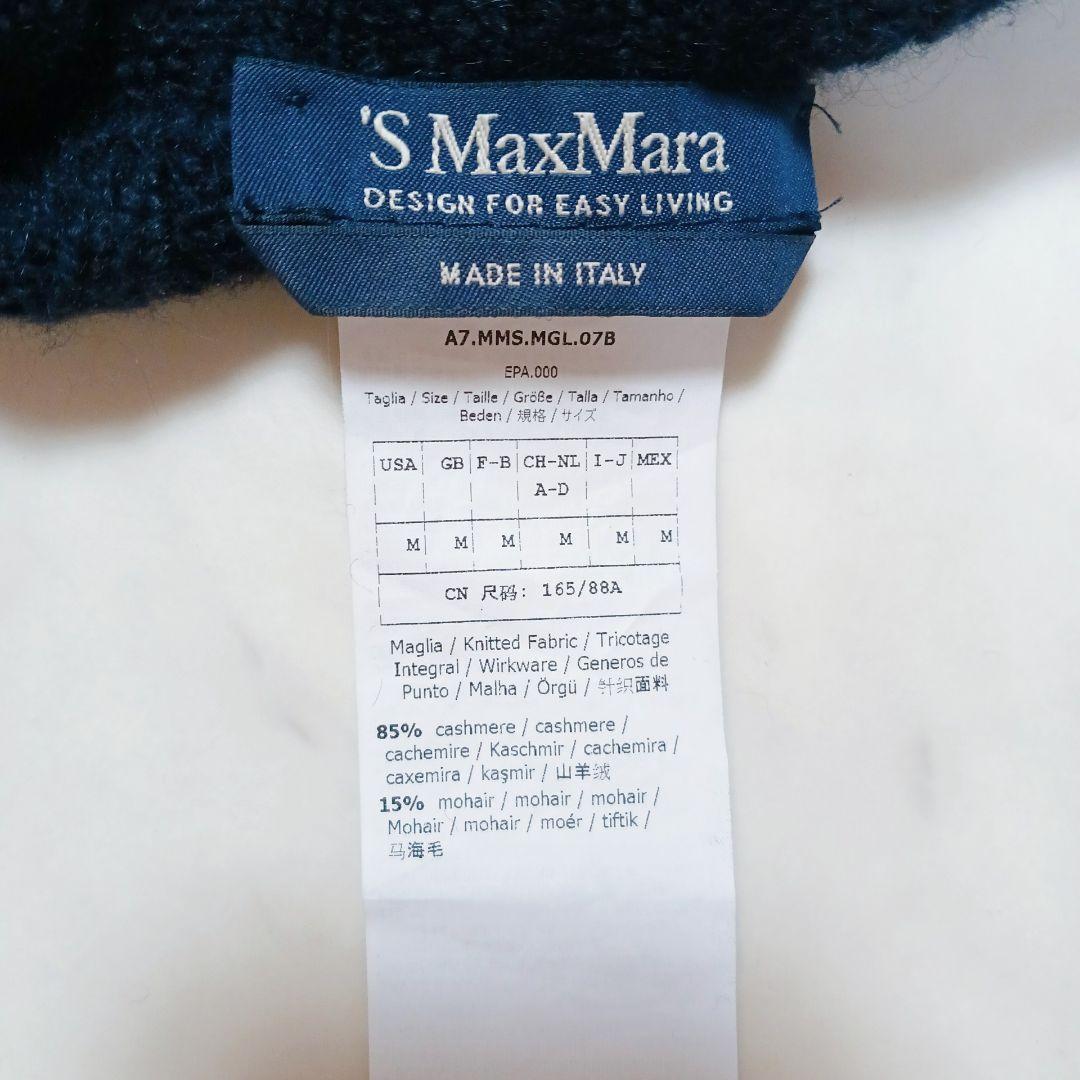 'S MaxMara
DESIGN FOR EASY LIVING
MADE IN ITALY
A7.MMS.MGL.07B
EPA.000
Taglia / Size / Taille / Größe / Talla / Tamanho /
Beden / 規格 / サイズ
USA GB F-B CH-NL I-J MEX
A-D
M M M M M M
CN 尺码: 165/88A
Maglia / Knitted Fabric / Tricotage
Integral / Wirkware / Generos de
Punto / Malha / Örgü / 针织面料
85% cashmere / cashmere /
cachemire / Kaschmir / cachemira /
caxemira / kaşmir / 山羊绒
15% mohair / mohair / mohair /
Mohair / mohair / moér / tiftik /
马海毛